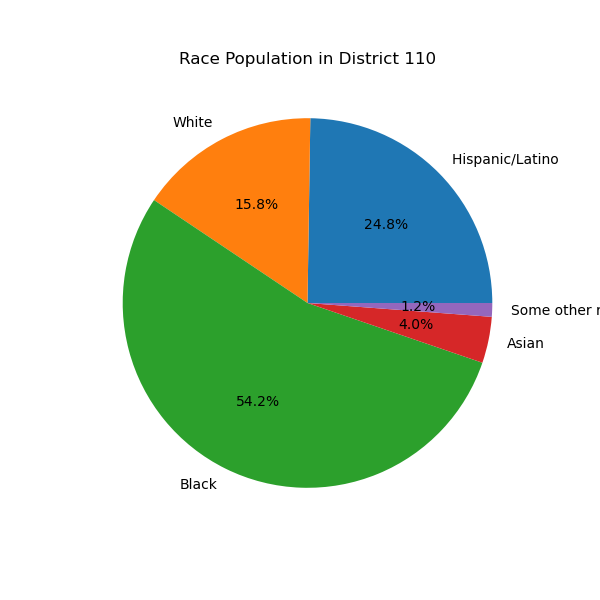 Race Population in District 110
White
Hispanic/Latino
15.8%
24.8%
1.2%
Some other
4.0%
Asian
54.2%
Black